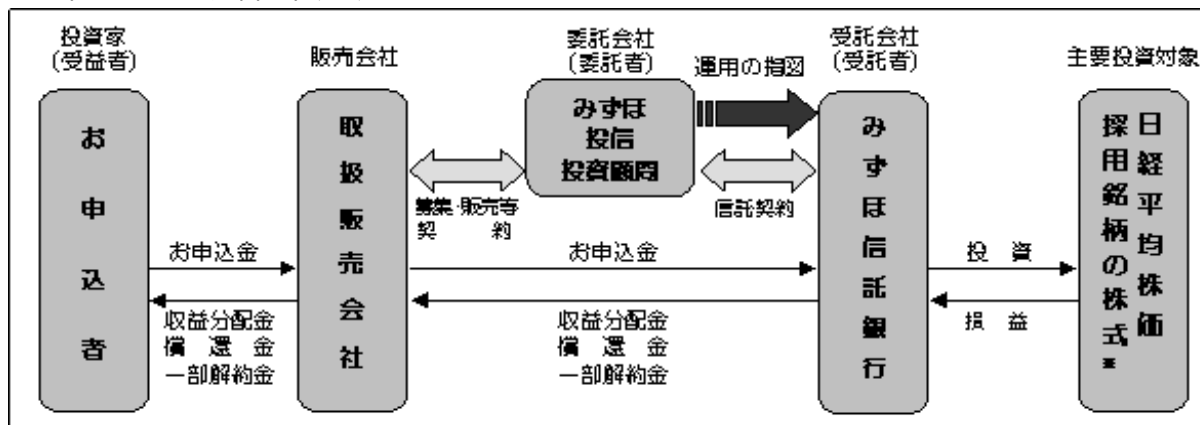 投資家
(受益者)
お申込者
販売会社
取扱販売会社
委託会社
(委託者)
みずほ
投信
投資顧問
運用の指図
受託会社
(受託者)
みずほ信託銀行
主要投資対象
日経平均株価
採用銘柄の株式*
募集・販売等
契　約
信託契約
お申込金
収益分配金
償　還　金
一部解約金
お申込金
収益分配金
償　還　金
一部解約金
投　資
損　益